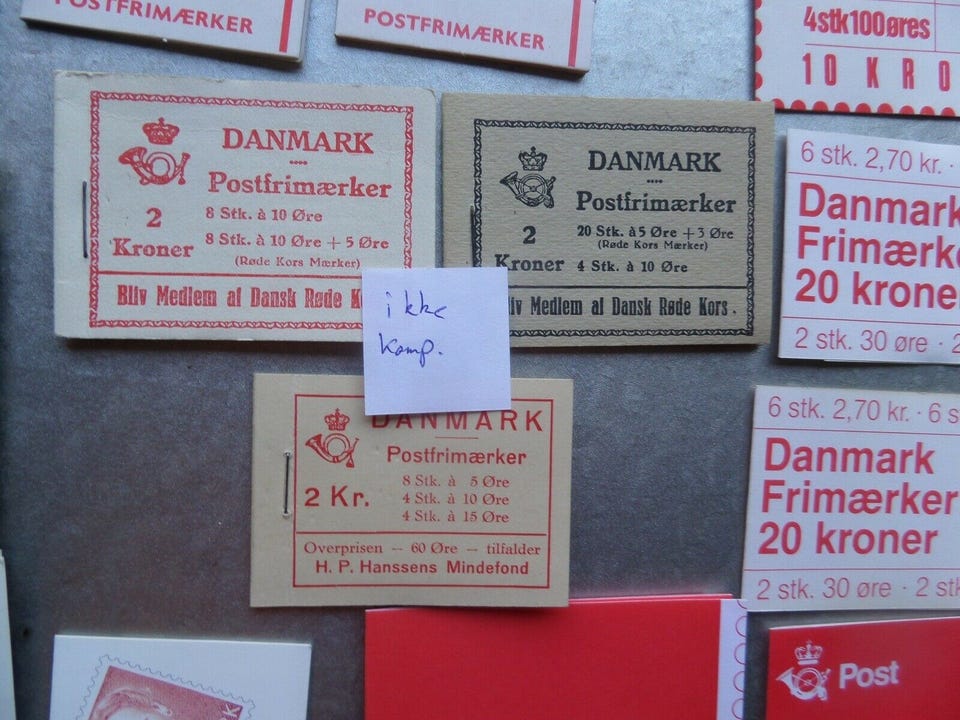 POSTFRIMÆRKER
POSTFRIMÆRKER
4stk100øres
10 KRO
DANMARK
Postfrimærker
2
Kroner
8 Stk. à 10 Øre
8 Stk. à 10 Øre + 5 Øre
(Røde Kors Mærker)
Bliv Medlem af Dansk Røde K
DANMARK
Postfrimærker
2
Kroner
20 Stk. à 5 Øre + 3 Øre
(Røde Kors Mærker)
4 Stk. à 10 Øre
liv Medlem af Dansk Røde Kors.
ikke
komp.
6 stk. 2,70 kr. ·
Danmark
Frimærke
20 krone
2 stk. 30 øre · 2
DANMARK
Postfrimærker
2 Kr.
8 Stk. à 5 Øre
4 Stk. à 10 Øre
4 Stk. à 15 Øre
Overprisen — 60 Øre — tilfalder
H. P. Hanssens Mindefond
6 stk. 2,70 kr. · 6 s
Danmark
Frimærker
20 kroner
2 stk. 30 øre · 2 st
Post